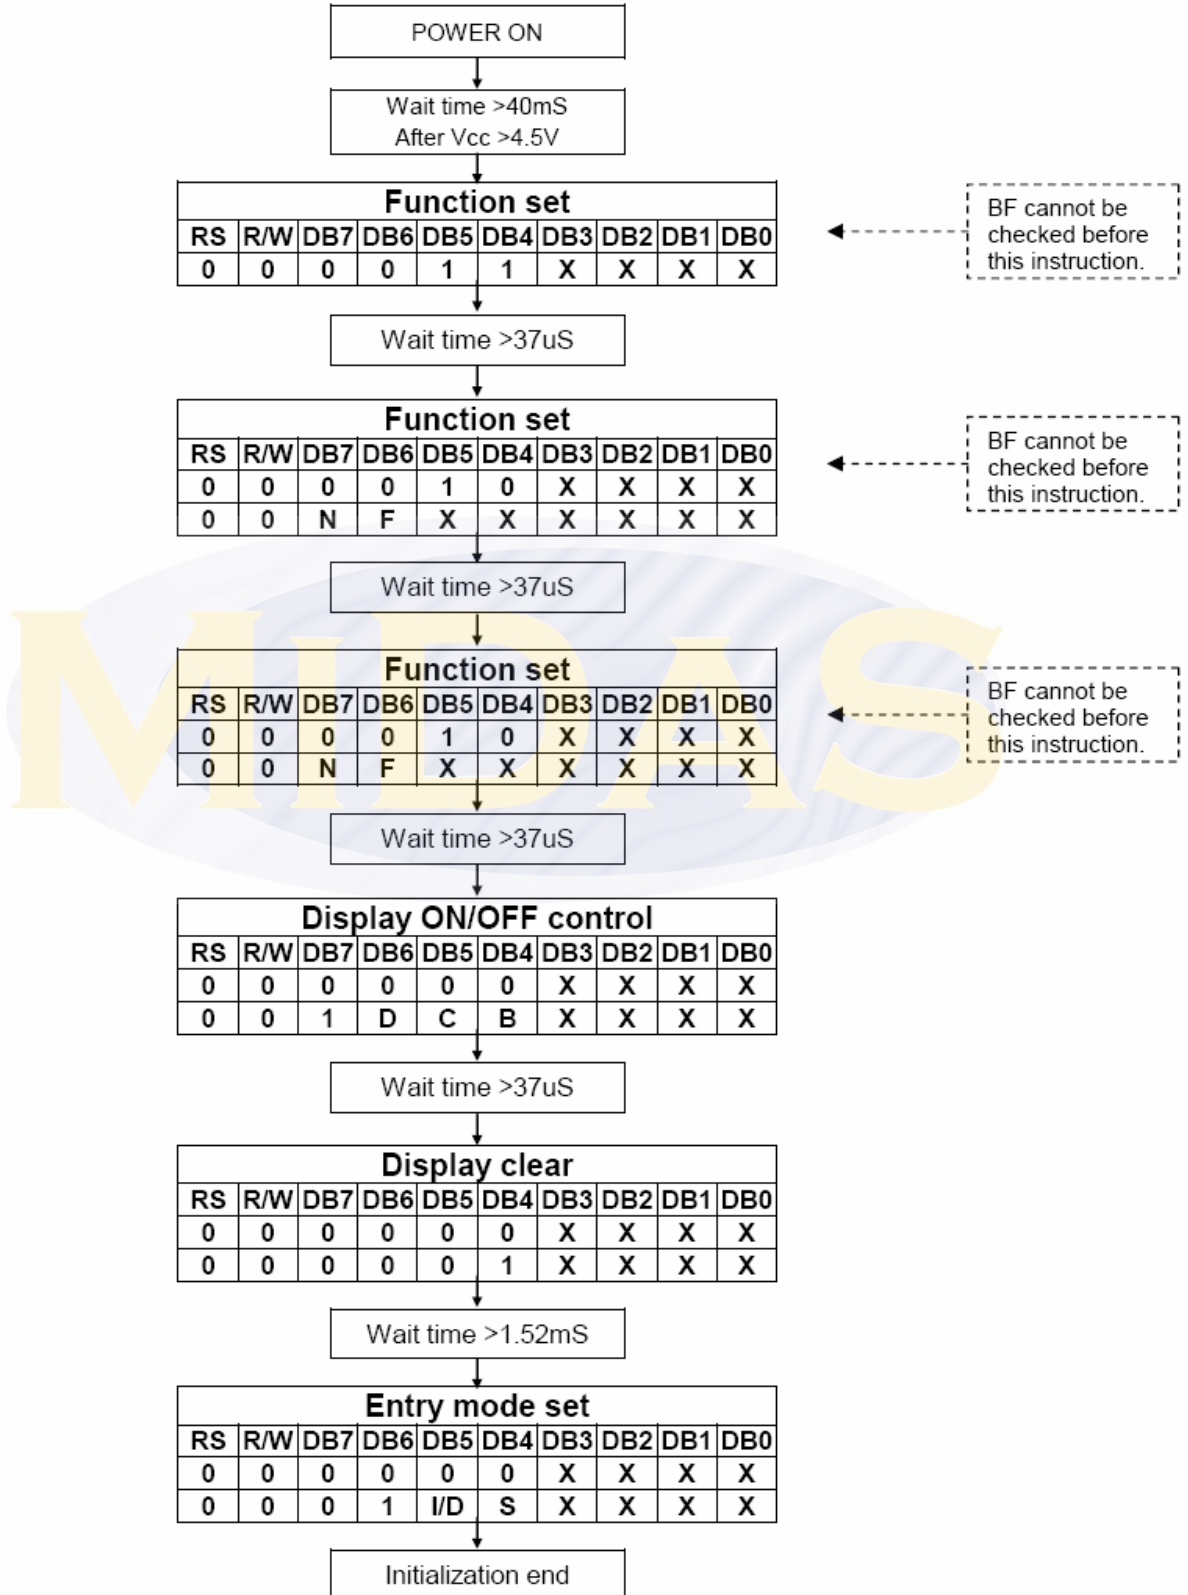 POWER ON
Wait time >40mS
After Vcc >4.5V
Function set
RS R/W DB7 DB6 DB5 DB4 DB3 DB2 DB1 DB0
0 0 0 0 1 1 X X X X
BF cannot be
checked before
this instruction.
Wait time >37uS
Function set
RS R/W DB7 DB6 DB5 DB4 DB3 DB2 DB1 DB0
0 0 0 0 1 0 X X X X
0 0 N F X X X X X X
BF cannot be
checked before
this instruction.
Wait time >37uS
MiDAS
Function set
RS R/W DB7 DB6 DB5 DB4 DB3 DB2 DB1 DB0
0 0 0 0 1 0 X X X X
0 0 N F X X X X X X
BF cannot be
checked before
this instruction.
Wait time >37uS
Display ON/OFF control
RS R/W DB7 DB6 DB5 DB4 DB3 DB2 DB1 DB0
0 0 0 0 0 0 X X X X
0 0 1 D C B X X X X
Wait time >37uS
Display clear
RS R/W DB7 DB6 DB5 DB4 DB3 DB2 DB1 DB0
0 0 0 0 0 0 X X X X
0 0 0 0 0 1 X X X X
Wait time >1.52mS
Entry mode set
RS R/W DB7 DB6 DB5 DB4 DB3 DB2 DB1 DB0
0 0 0 0 0 0 X X X X
0 0 0 1 I/D S X X X X
Initialization end